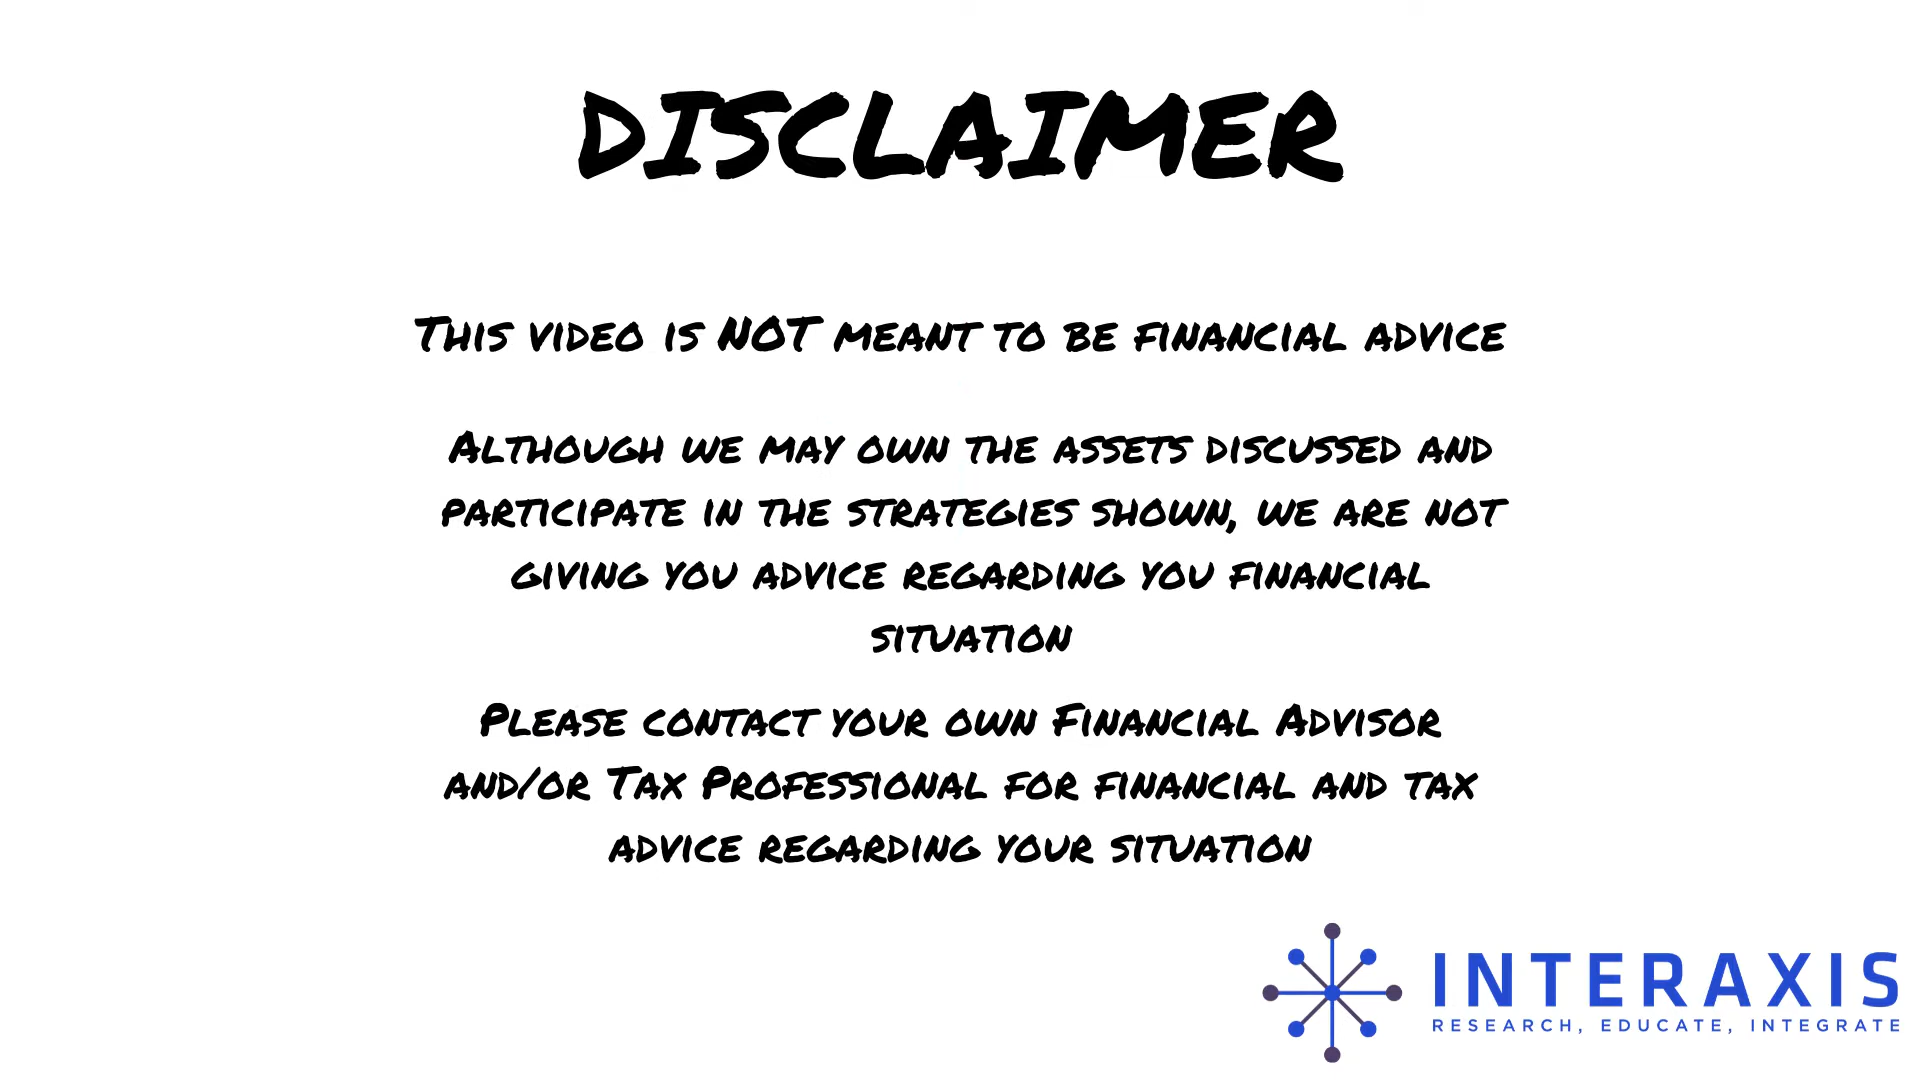 DISCLAIMER
THIS VIDEO IS NOT MEANT TO BE FINANCIAL ADVICE
ALTHOUGH WE MAY OWN THE ASSETS DISCUSSED AND
PARTICIPATE IN THE STRATEGIES SHOWN, WE ARE NOT
GIVING YOU ADVICE REGARDING YOU FINANCIAL
SITUATION
PLEASE CONTACT YOUR OWN FINANCIAL ADVISOR
AND/OR TAX PROFESSIONAL FOR FINANCIAL AND TAX
ADVICE REGARDING YOUR SITUATION
INTERAXIS
RESEARCH, EDUCATE, INTEGRATE